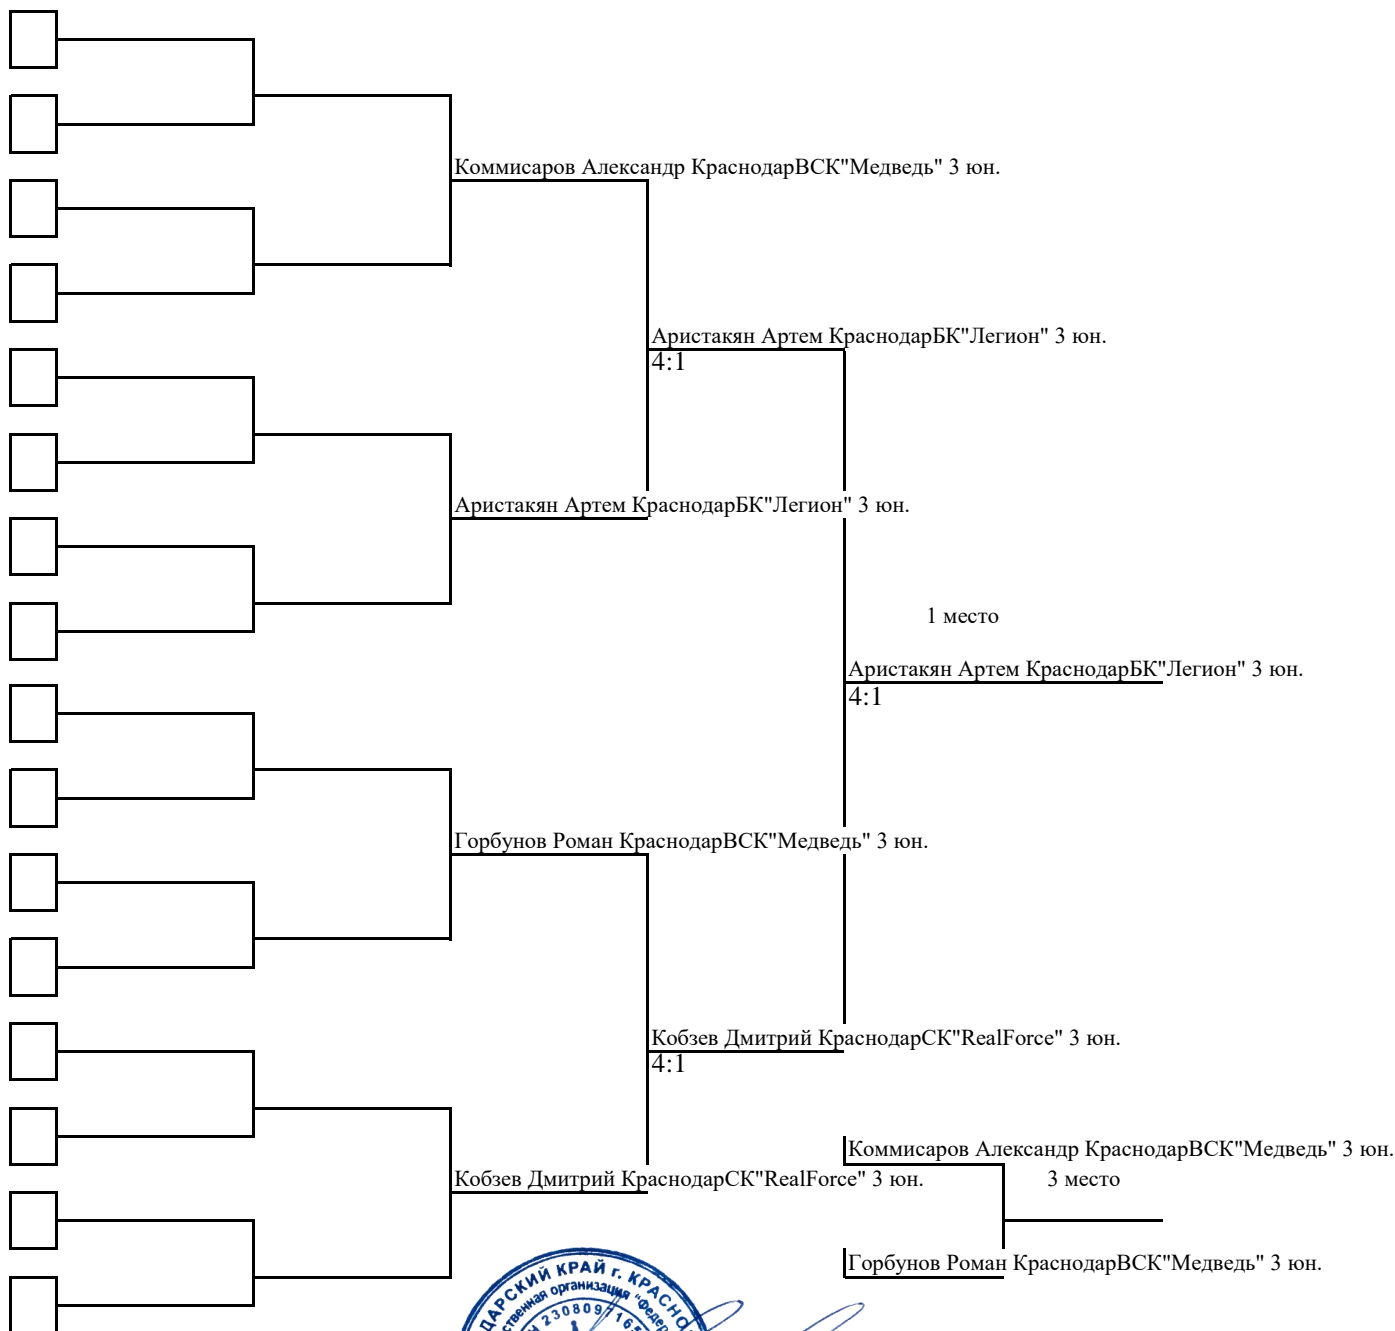 Коммисаров Александр КраснодарВСК"Медведь" 3 юн.
Аристакян Артем КраснодарБК"Легион" 3 юн.
4:1
Аристакян Артем КраснодарБК"Легион" 3 юн.
1 место
Аристакян Артем КраснодарБК"Легион" 3 юн.
4:1
Горбунов Роман КраснодарВСК"Медведь" 3 юн.
Кобзев Дмитрий КраснодарСК"RealForce" 3 юн.
4:1
Коммисаров Александр КраснодарВСК"Медведь" 3 юн.
Кобзев Дмитрий КраснодарСК"RealForce" 3 юн.
3 место
Горбунов Роман КраснодарВСК"Медведь" 3 юн.
КРАЙ г.
организация